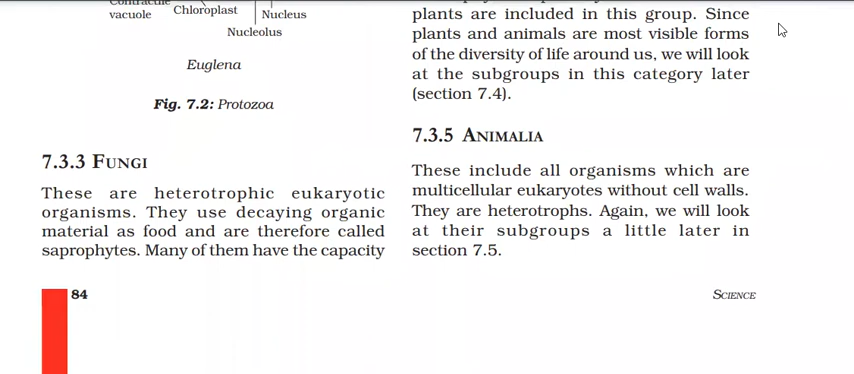 Contractile
vacuole
Chloroplast
Nucleus
Nucleolus
Euglena
Fig. 7.2: Protozoa
7.3.3 FUNGI
These are heterotrophic eukaryotic
organisms. They use decaying organic
material as food and are therefore called
saprophytes. Many of them have the capacity
plants are included in this group. Since
plants and animals are most visible forms
of the diversity of life around us, we will look
at the subgroups in this category later
(section 7.4).
7.3.5 ANIMALIA
These include all organisms which are
multicellular eukaryotes without cell walls.
They are heterotrophs. Again, we will look
at their subgroups a little later in
section 7.5.
84
SCIENCE